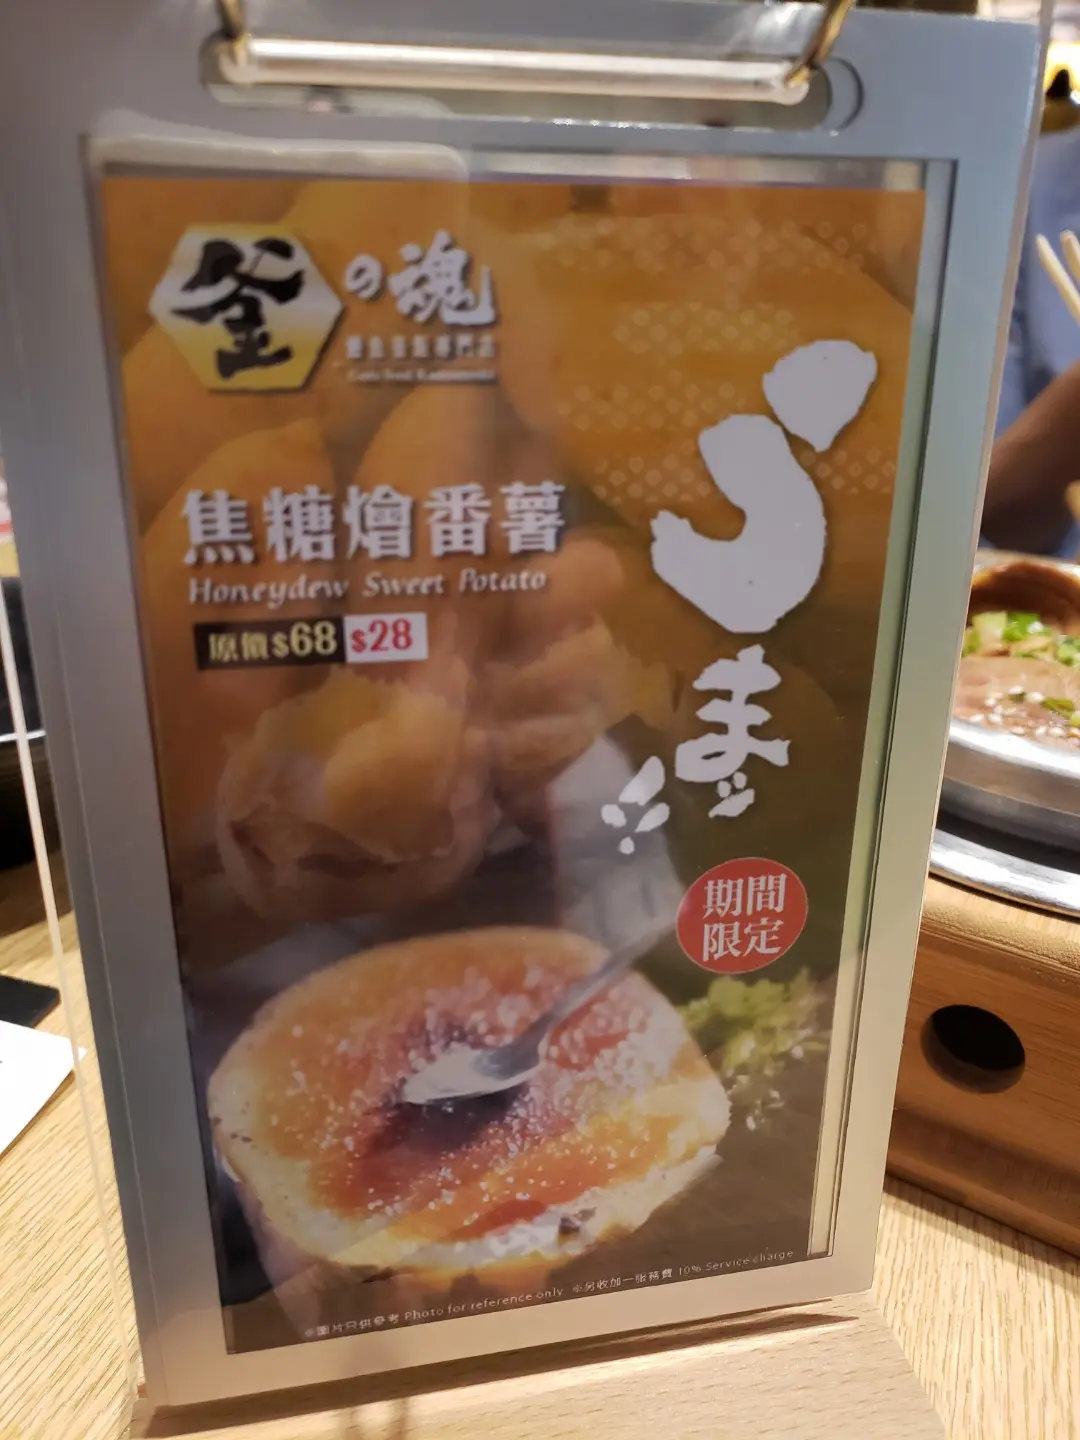 釜の魂
焦糖燴番薯
Honeydew Sweet Potato
原價$68 $28
うまッ
期間
限定
※圖片只供參考 Photo for reference only ※另收加一服務費 10% Service charge